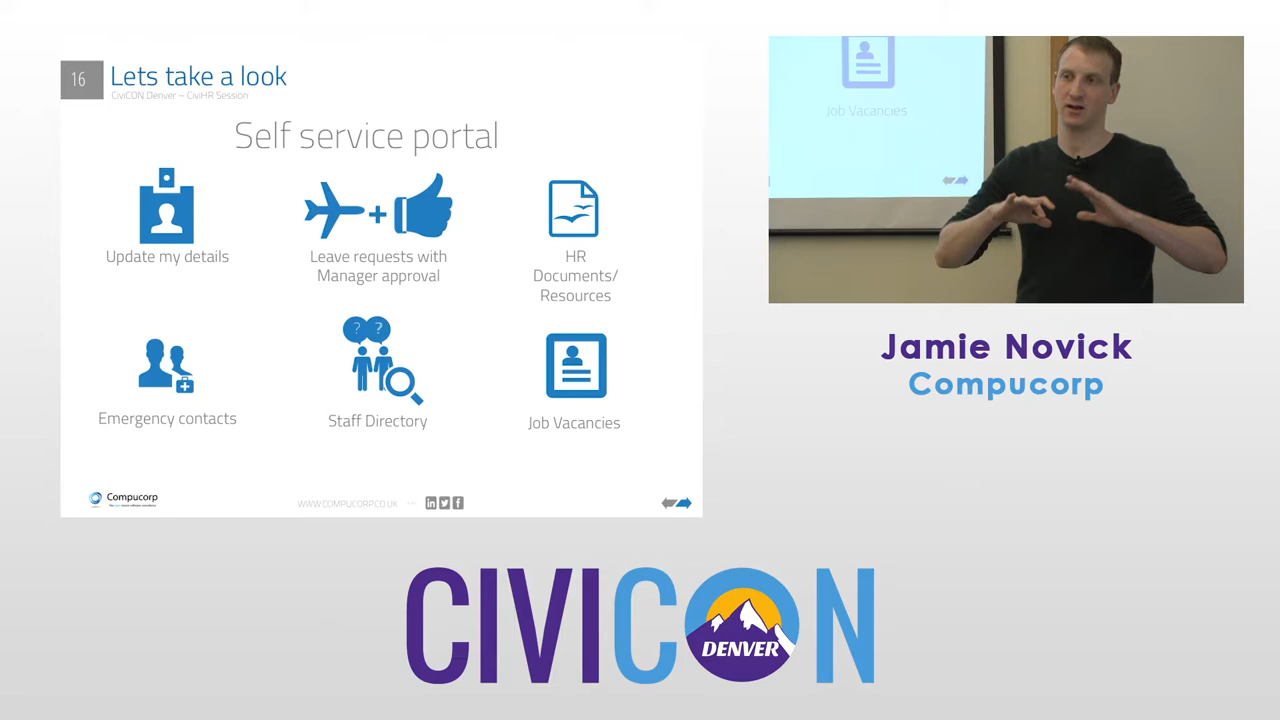 16
Lets take a look
CiviCON Denver – CiviHR Session
Self service portal
Update my details
Leave requests with
Manager approval
HR
Documents/
Resources
Emergency contacts
Staff Directory
Job Vacancies
Compucorp
WWW.COMPUCORP.CO.UK
Job Vacancies
Jamie Novick
Compucorp
CIVICON
DENVER